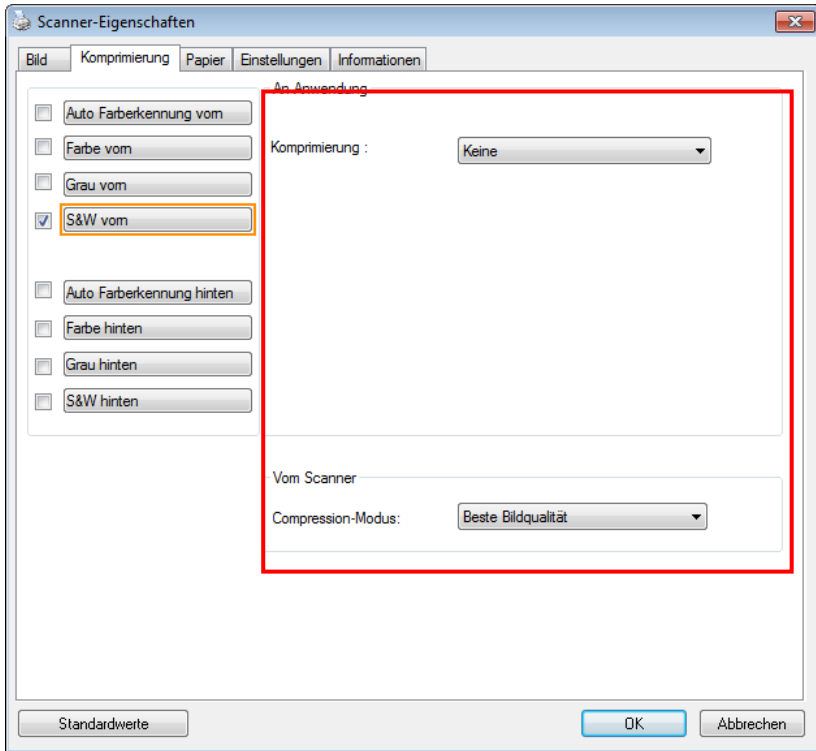 Scanner-Eigenschaften
Bild Komprimierung Papier Einstellungen Informationen
Auto Farberkennung vorn
Farbe vorn
Grau vorn
S&W vorn
Auto Farberkennung hinten
Farbe hinten
Grau hinten
S&W hinten
An Anwendung
Komprimierung : Keine
Vom Scanner
Compression-Modus: Beste Bildqualität
Standardwerte OK Abbrechen